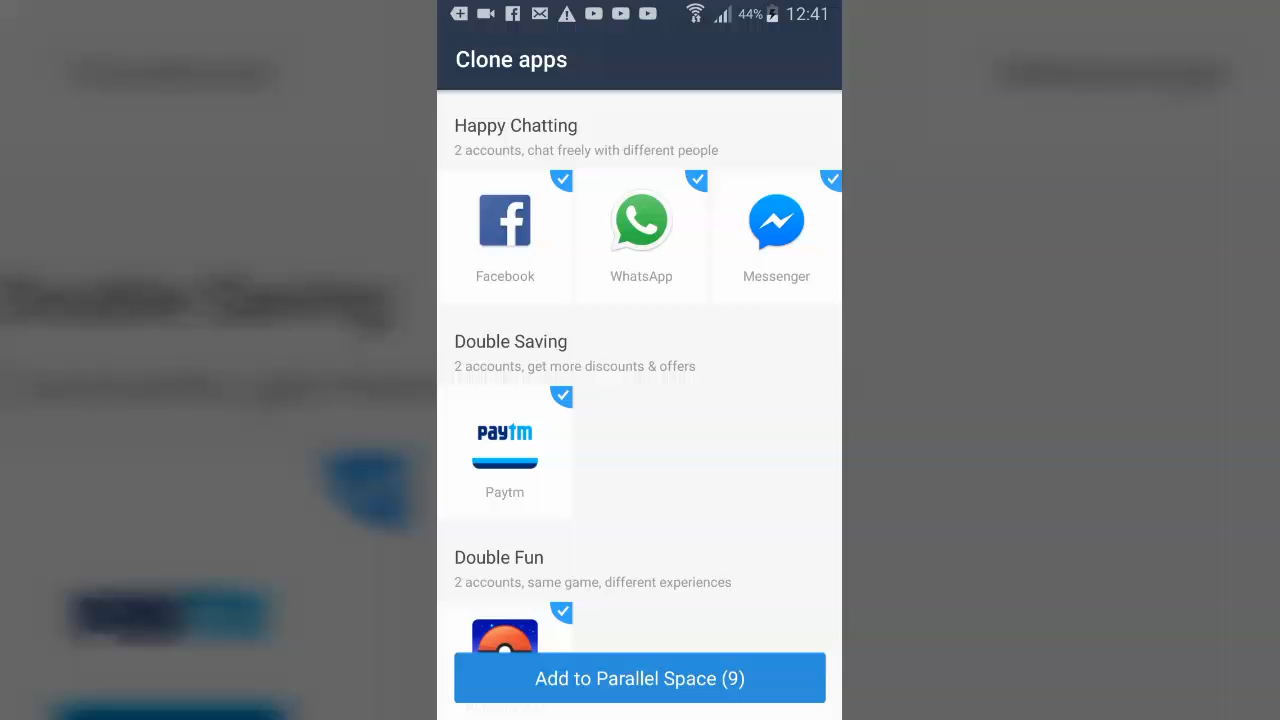 44% 12:41
Clone apps
Happy Chatting
2 accounts, chat freely with different people
Facebook WhatsApp Messenger
Double Saving
2 accounts, get more discounts & offers
paytm
Paytm
Double Fun
2 accounts, same game, different experiences
Add to Parallel Space (9)